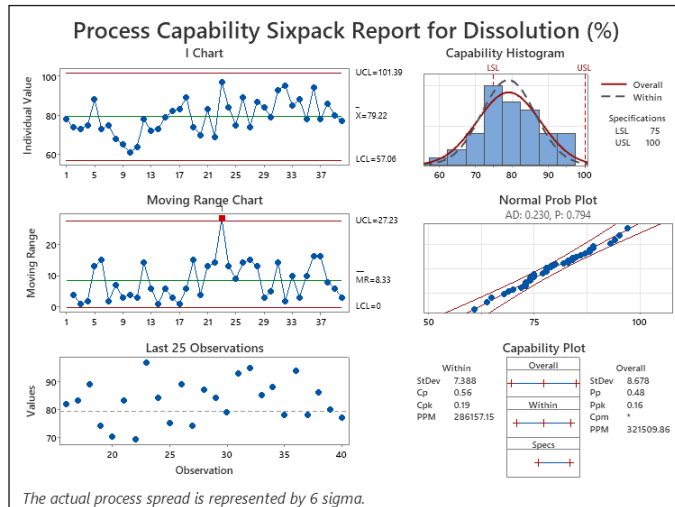 Process Capability Sixpack Report for Dissolution (%)
I Chart
Individual Value
100
80
60
1 5 9 13 17 21 25 29 33 37
UCL=101.39
X=79.22
LCL=57.06
Moving Range Chart
Moving Range
20
10
0
1 5 9 13 17 21 25 29 33 37
1
UCL=27.23
MR=8.33
LCL=0
Last 25 Observations
Values
90
80
70
20 25 30 35 40
Observation
Capability Histogram
LSL USL
60 70 80 90 100
Overall
Within
Specifications
LSL 75
USL 100
Normal Prob Plot
AD: 0.230, P: 0.794
50 75 100
Capability Plot
Within
StDev 7.388
Cp 0.56
Cpk 0.19
PPM 286157.15
Overall
Within
Specs
Overall
StDev 8.678
Pp 0.48
Ppk 0.16
Cpm *
PPM 321509.86
The actual process spread is represented by 6 sigma.